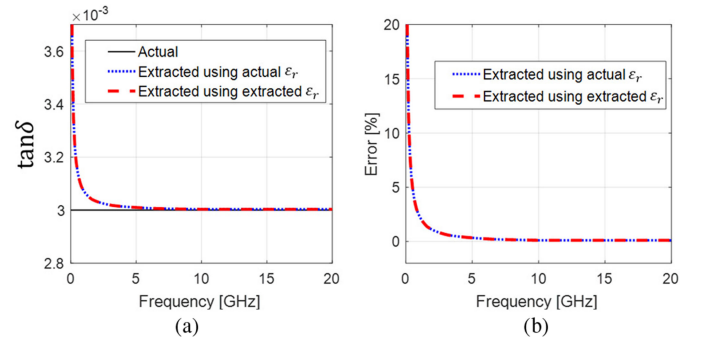 ×10⁻³
3.6
3.4
3.2
3
2.8
tanδ
Actual
Extracted using actual εᵣ
Extracted using extracted εᵣ
0 5 10 15 20
Frequency [GHz]
(a)
20
15
10
5
0
Error [%]
Extracted using actual εᵣ
Extracted using extracted εᵣ
0 5 10 15 20
Frequency [GHz]
(b)